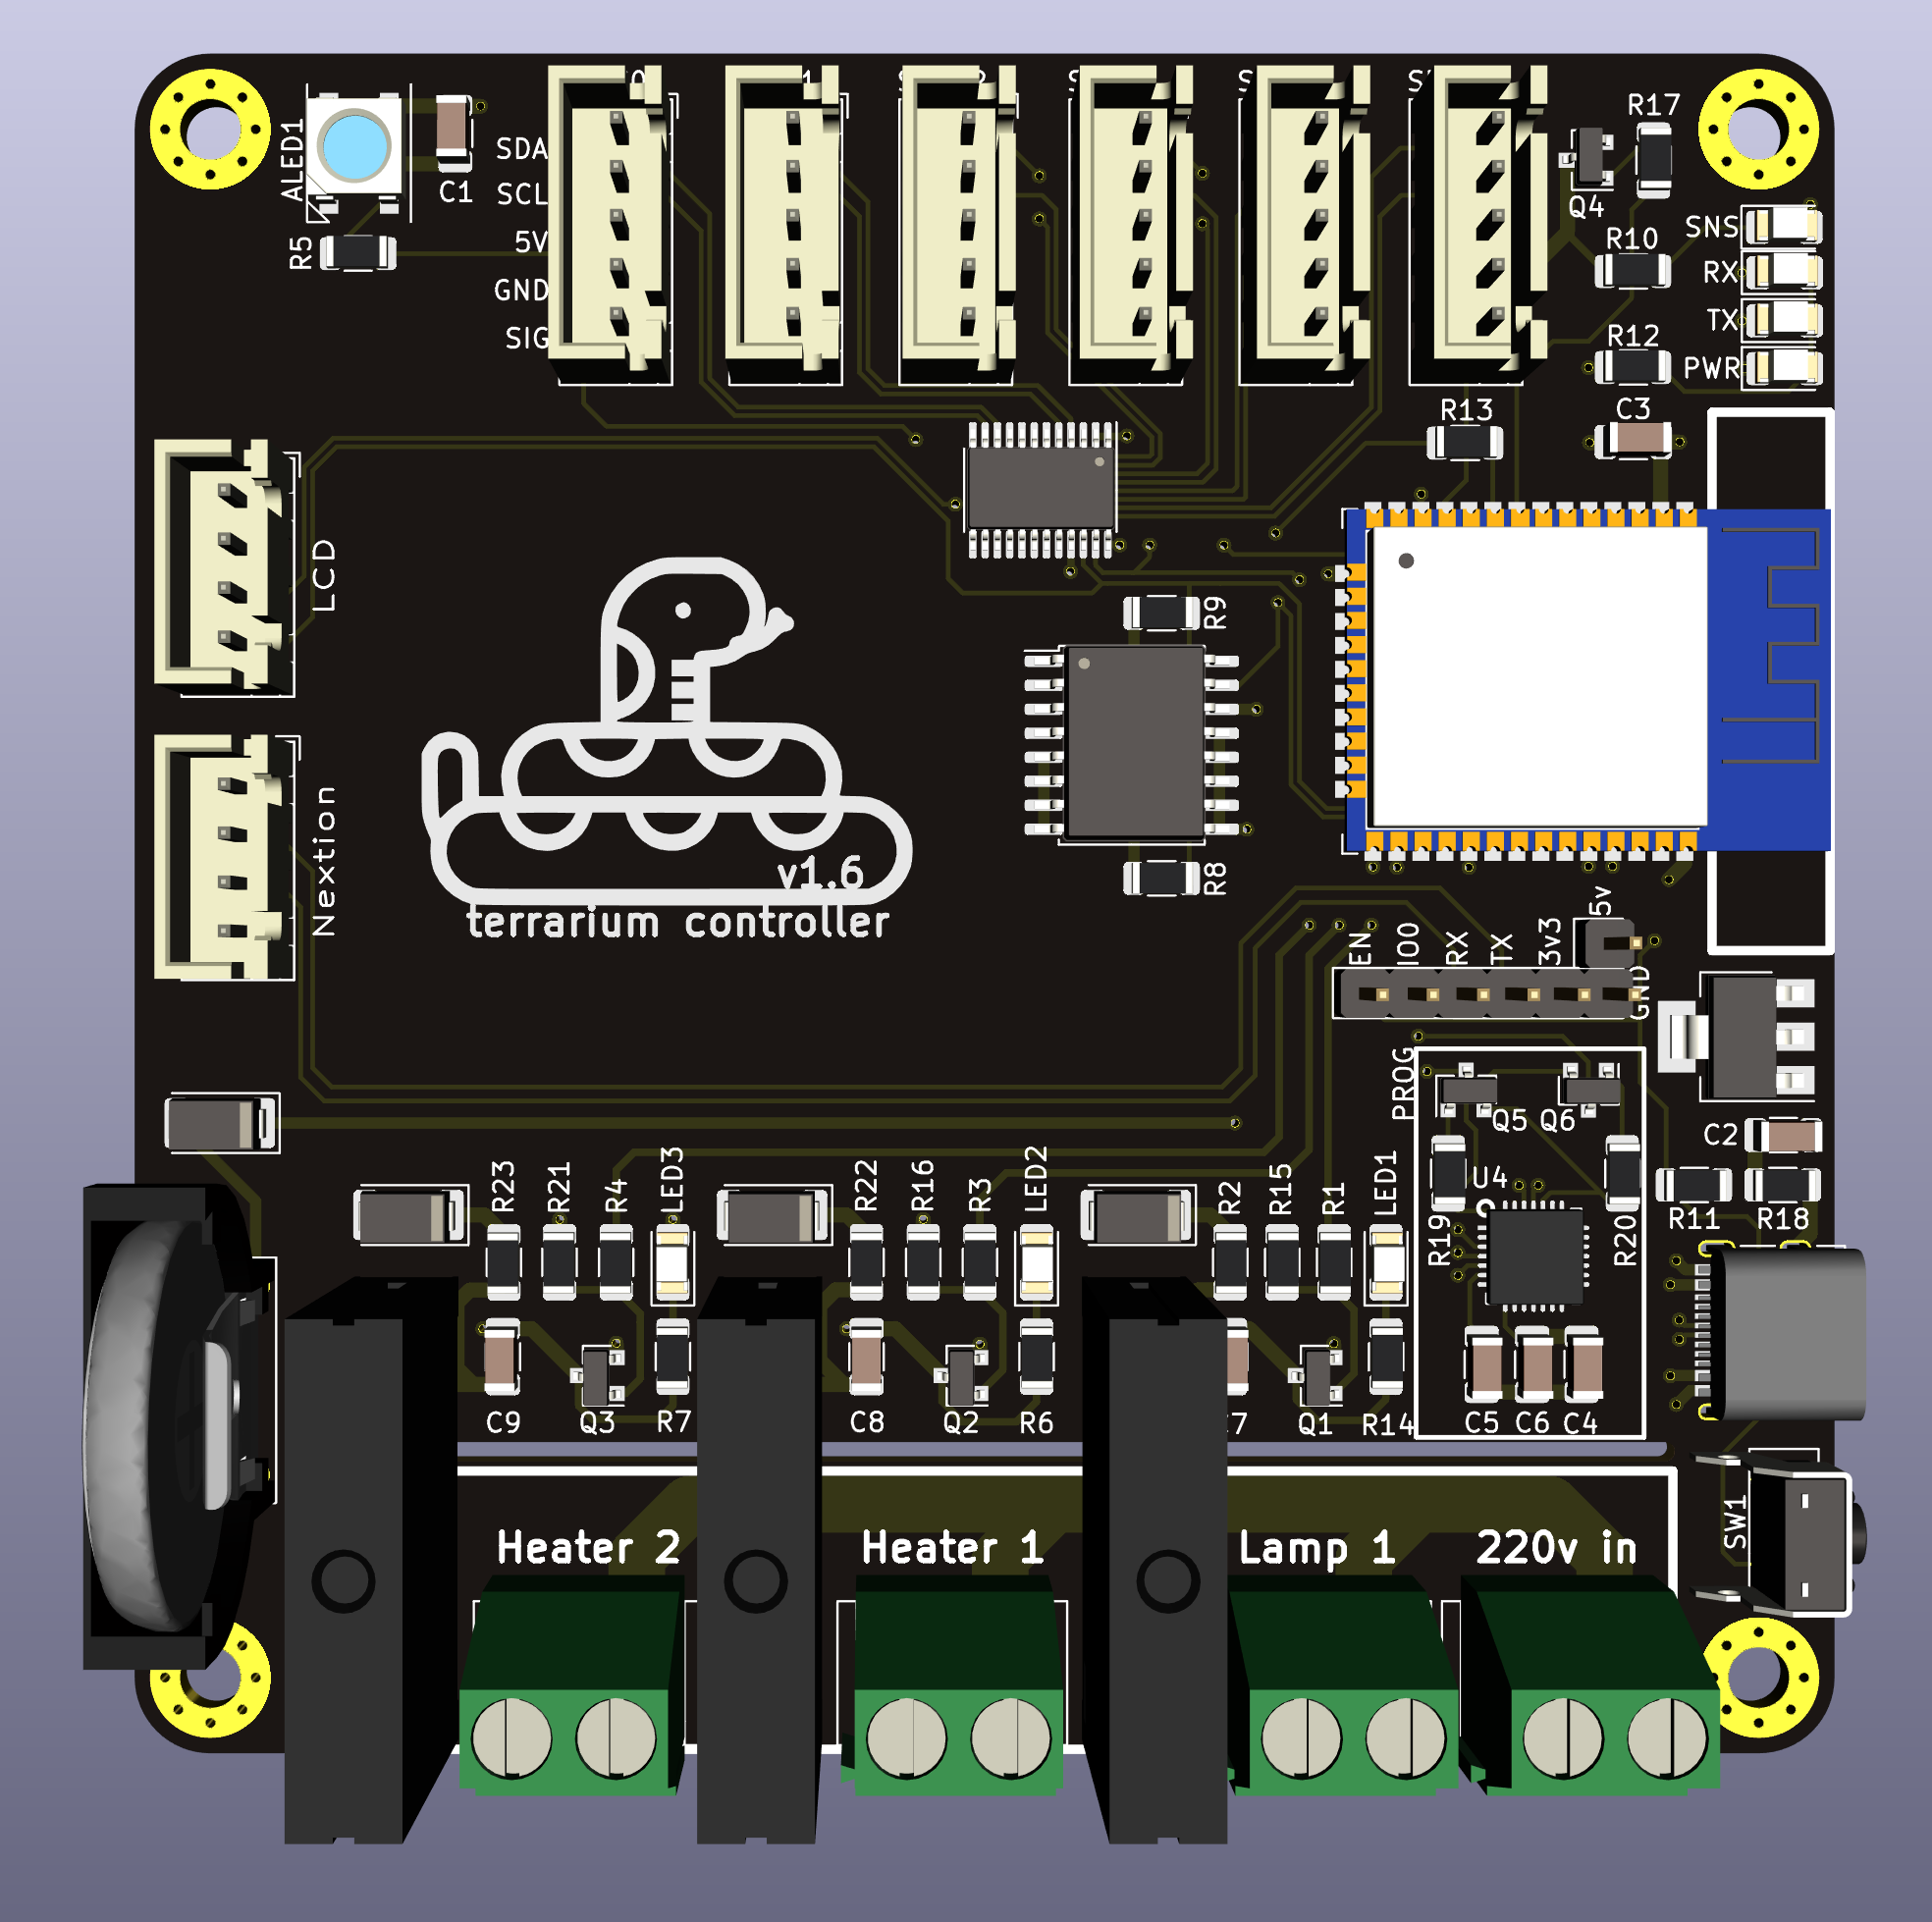 R17
ALED1
C1
SDA
SCL
5V
GND
SIG
R5
Q4
R10
SNS
RX
TX
PWR
R12
R13
C3
LCD
R9
Nextion
R8
v1.6
terrarium controller
EN
IO0
RX
TX
3v3
5v
GND
PROG
Q5
Q6
C2
U4
R19
R20
R11
R18
R23
R21
R4
LED3
R22
R16
R3
LED2
R2
R15
R1
LED1
C9
Q3
R7
C8
Q2
R6
Q1
R14
C5
C6
C4
SW1
Heater 2
Heater 1
Lamp 1
220v in